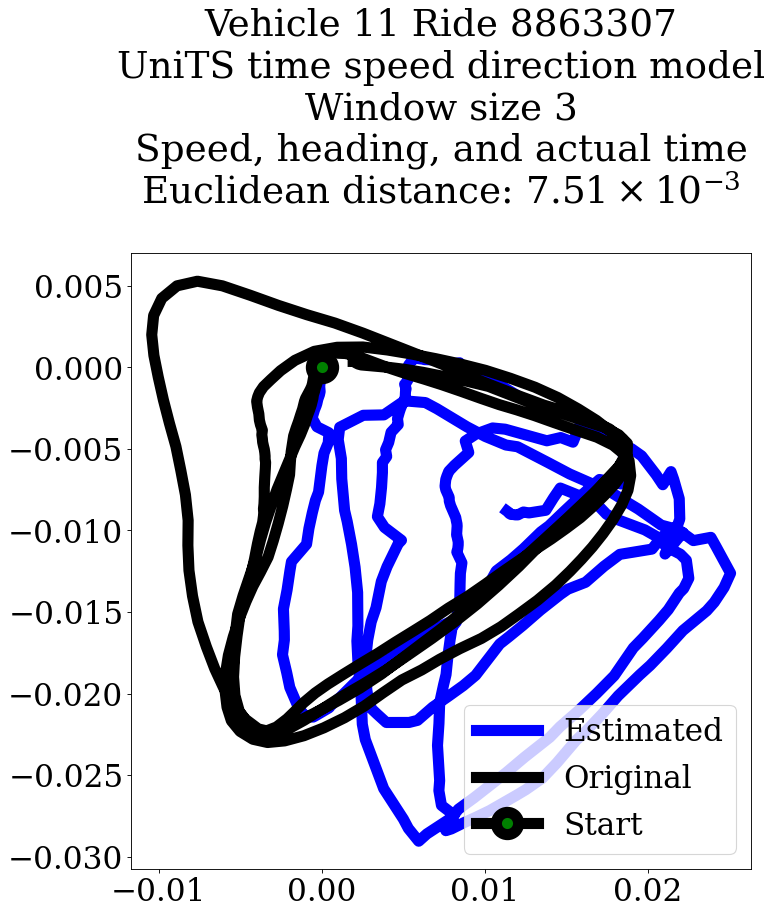 Vehicle 11 Ride 8863307
UniTS time speed direction model
Window size 3
Speed, heading, and actual time
Euclidean distance: 7.51 × 10⁻³
0.005
0.000
−0.005
−0.010
−0.015
−0.020
−0.025
−0.030
Estimated
Original
Start
−0.01
0.00
0.01
0.02